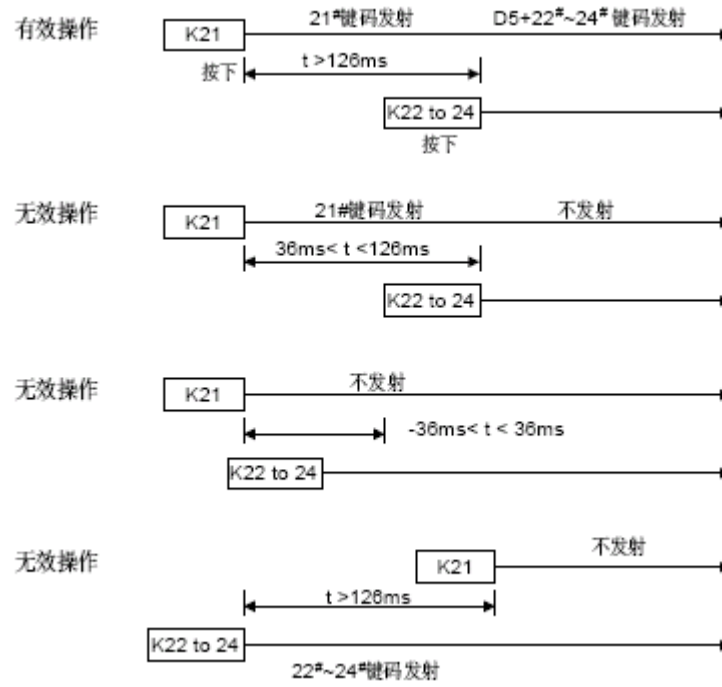 有效操作 K21 21#键码发射 D5+22#~24# 键码发射
按下 t >126ms
K22 to 24
按下
无效操作 K21 21#键码发射 不发射
36ms< t <126ms
K22 to 24
无效操作 K21 不发射
-36ms< t < 36ms
K22 to 24
无效操作 K21 不发射
t >126ms
K22 to 24
22#~24#键码发射